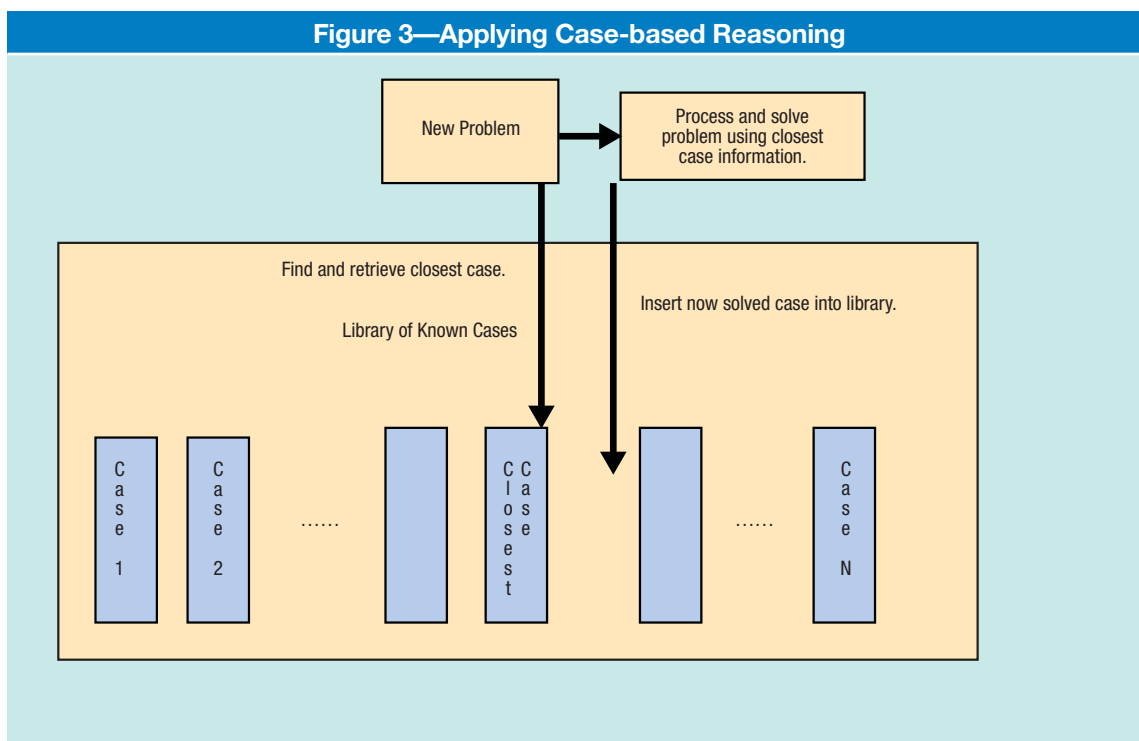 Figure 3—Applying Case-based Reasoning
New Problem
Process and solve
problem using closest
case information.
Find and retrieve closest case.
Insert now solved case into library.
Library of Known Cases
Case 1
Case 2
......
Closest
Case
......
Case N